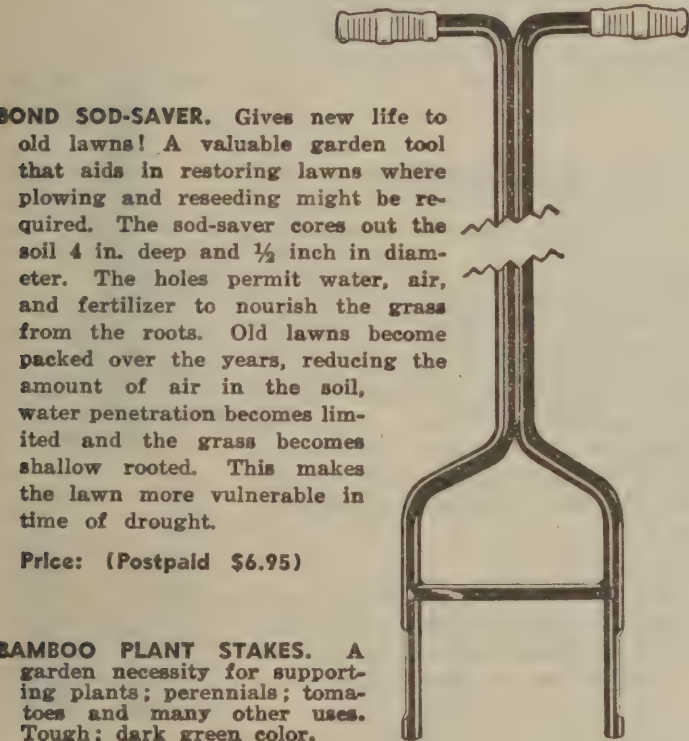 BOND SOD-SAVER. Gives new life to
old lawns! A valuable garden tool
that aids in restoring lawns where
plowing and reseeding might be re-
quired. The sod-saver cores out the
soil 4 in. deep and ½ inch in diam-
eter. The holes permit water, air,
and fertilizer to nourish the grass
from the roots. Old lawns become
packed over the years, reducing the
amount of air in the soil,
water penetration becomes lim-
ited and the grass becomes
shallow rooted. This makes
the lawn more vulnerable in
time of drought.
Price: (Postpaid $6.95)
BAMBOO PLANT STAKES. A
garden necessity for support-
ing plants; perennials; toma-
toes and many other uses.
Tough; dark green color.